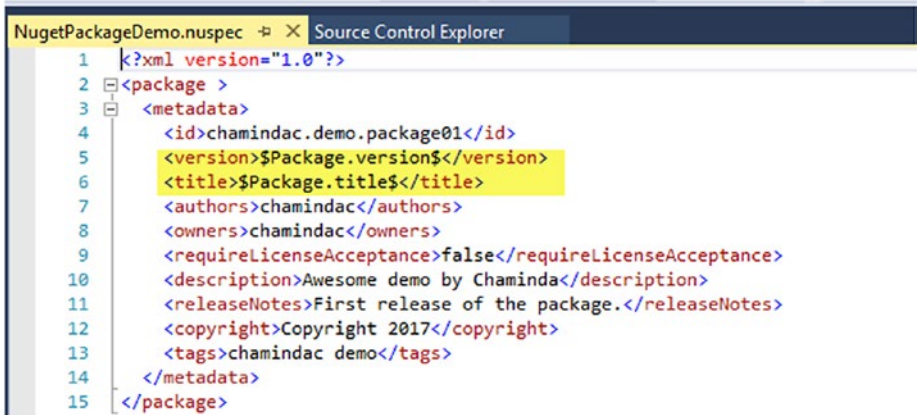 NugetPackageDemo.nuspec Source Control Explorer
1 <?xml version="1.0"?>
2 <package >
3 <metadata>
4 <id>chamindac.demo.package01</id>
5 <version>$Package.version$</version>
6 <title>$Package.title$</title>
7 <authors>chamindac</authors>
8 <owners>chamindac</owners>
9 <requireLicenseAcceptance>false</requireLicenseAcceptance>
10 <description>Awesome demo by Chaminda</description>
11 <releaseNotes>First release of the package.</releaseNotes>
12 <copyright>Copyright 2017</copyright>
13 <tags>chamindac demo</tags>
14 </metadata>
15 </package>